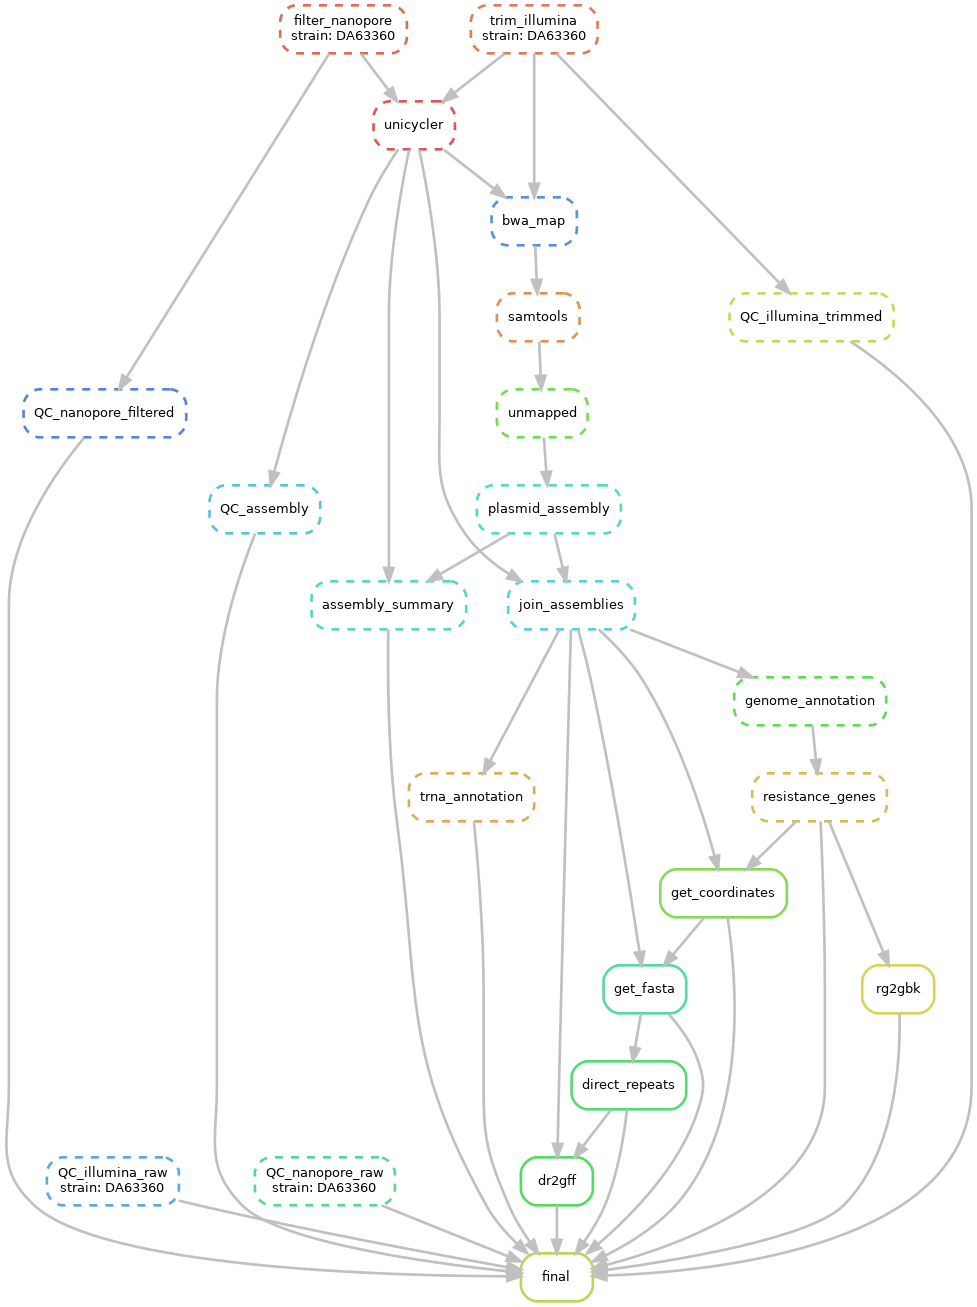 filter_nanopore
strain: DA63360
trim_illumina
strain: DA63360
unicycler
bwa_map
samtools
QC_illumina_trimmed
QC_nanopore_filtered
unmapped
QC_assembly
plasmid_assembly
assembly_summary
join_assemblies
genome_annotation
trna_annotation
resistance_genes
get_coordinates
get_fasta
rg2gbk
direct_repeats
QC_illumina_raw
strain: DA63360
QC_nanopore_raw
strain: DA63360
dr2gff
final